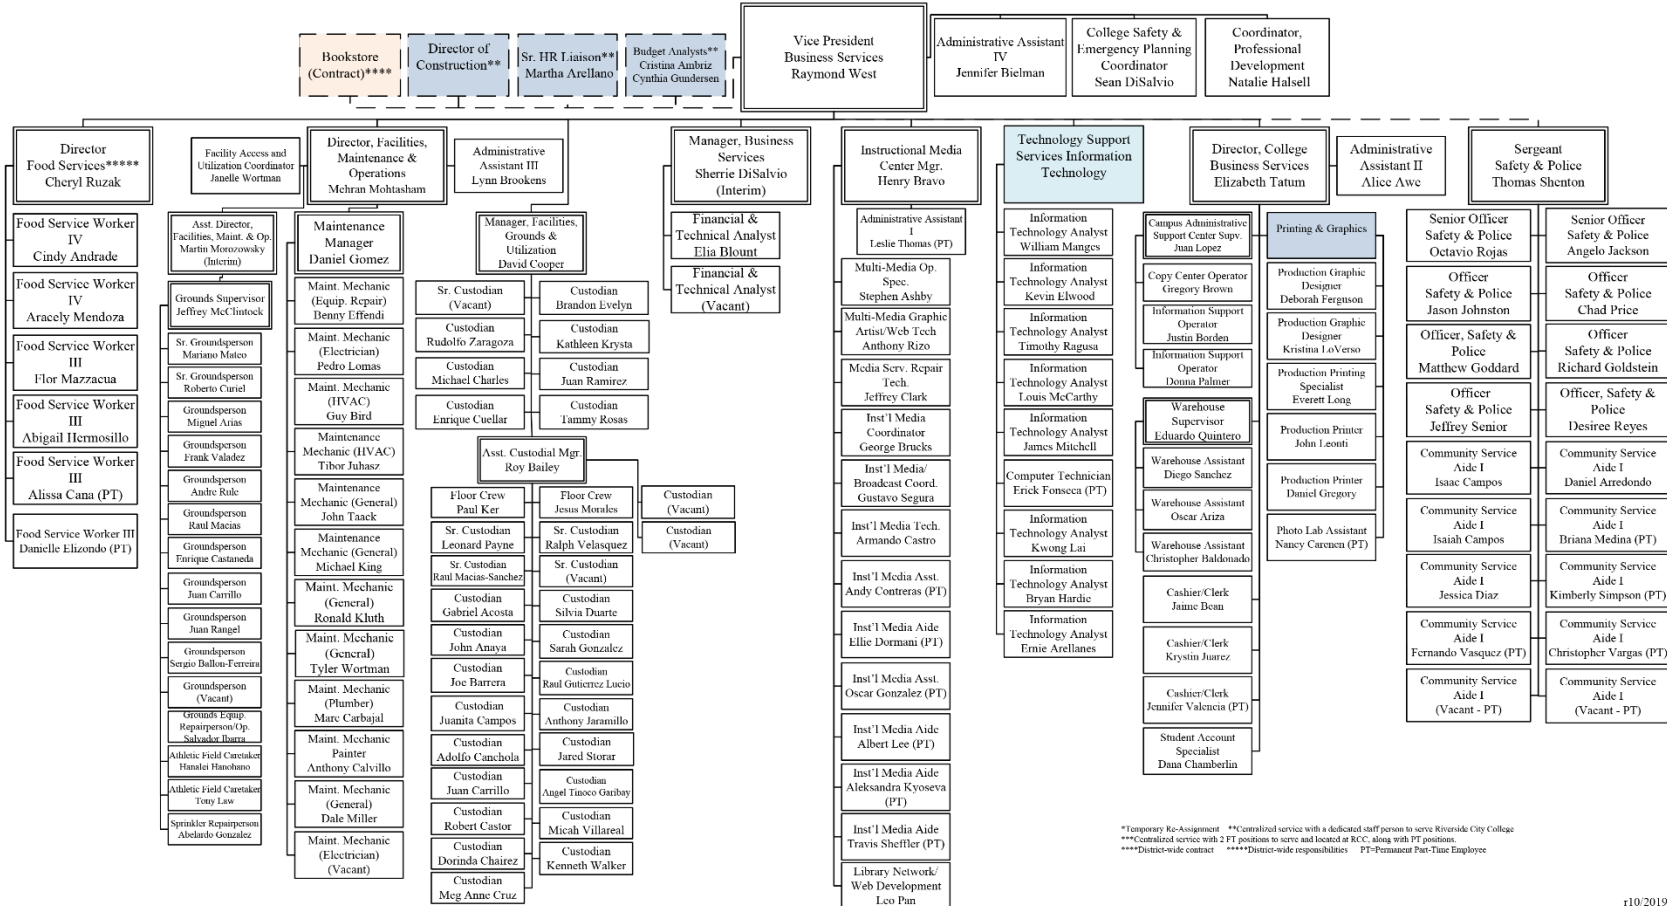 Bookstore
(Contract)****
Director of
Construction**
Sr. HR Liaison**
Martha Arellano
Budget Analysts**
Cristina Ambriz
Cynthia Gundersen
Vice President
Business Services
Raymond West
Administrative Assistant
IV
Jennifer Bielman
College Safety &
Emergency Planning
Coordinator
Sean DiSalvio
Coordinator,
Professional
Development
Natalie Halsell
Director
Food Services*****
Cheryl Ruzak
Facility Access and
Utilization Coordinator
Janelle Wortman
Director, Facilities,
Maintenance &
Operations
Mehran Mohtasham
Administrative
Assistant III
Lynn Brookens
Manager, Business
Services
Sherrie DiSalvio
(Interim)
Instructional Media
Center Mgr.
Henry Bravo
Technology Support
Services Information
Technology
Director, College
Business Services
Elizabeth Tatum
Administrative
Assistant II
Alice Awe
Sergeant
Safety & Police
Thomas Shenton
Food Service Worker
IV
Cindy Andrade
Food Service Worker
IV
Aracely Mendoza
Food Service Worker
III
Flor Mazzacua
Food Service Worker
III
Abigail Hermosillo
Food Service Worker
III
Alissa Cana (PT)
Food Service Worker III
Danielle Elizondo (PT)
Asst. Director,
Facilities, Maint. & Op.
Martin Morozowsky
(Interim)
Grounds Supervisor
Jeffrey McClintock
Sr. Groundsperson
Mariano Mateo
Sr. Groundsperson
Roberto Curiel
Groundsperson
Miguel Arias
Groundsperson
Frank Valadez
Groundsperson
Andre Rule
Groundsperson
Raul Macias
Groundsperson
Enrique Castaneda
Groundsperson
Juan Carrillo
Groundsperson
Juan Rangel
Groundsperson
Sergio Ballon-Ferreira
Groundsperson
(Vacant)
Grounds Equip.
Repairperson/Op.
Salvador Ibarra
Athletic Field Caretaker
Hanalei Hanohano
Athletic Field Caretaker
Tony Law
Sprinkler Repairperson
Abelardo Gonzalez
Maintenance
Manager
Daniel Gomez
Maint. Mechanic
(Equip. Repair)
Benny Effendi
Maint. Mechanic
(Electrician)
Pedro Lomas
Maint. Mechanic
(HVAC)
Guy Bird
Maintenance
Mechanic (HVAC)
Tibor Juhasz
Maintenance
Mechanic (General)
John Taack
Maintenance
Mechanic (General)
Michael King
Maint. Mechanic
(General)
Ronald Kluth
Maint. Mechanic
(General)
Tyler Wortman
Maint. Mechanic
(Plumber)
Marc Carbajal
Maint. Mechanic
Painter
Anthony Calvillo
Maint. Mechanic
(General)
Dale Miller
Maint. Mechanic
(Electrician)
(Vacant)
Manager, Facilities,
Grounds &
Utilization
David Cooper
Sr. Custodian
(Vacant)
Custodian
Rudolfo Zaragoza
Custodian
Michael Charles
Custodian
Enrique Cuellar
Custodian
Brandon Evelyn
Custodian
Kathleen Krysta
Custodian
Juan Ramirez
Custodian
Tammy Rosas
Asst. Custodial Mgr.
Roy Bailey
Floor Crew
Paul Ker
Sr. Custodian
Leonard Payne
Sr. Custodian
Raul Macias-Sanchez
Custodian
Gabriel Acosta
Custodian
John Anaya
Custodian
Joe Barrera
Custodian
Juanita Campos
Custodian
Adolfo Canchola
Custodian
Juan Carrillo
Custodian
Robert Castor
Custodian
Dorinda Chairez
Custodian
Meg Anne Cruz
Floor Crew
Jesus Morales
Sr. Custodian
Ralph Velasquez
Sr. Custodian
(Vacant)
Custodian
Silvia Duarte
Custodian
Sarah Gonzalez
Custodian
Raul Gutierrez Lucio
Custodian
Anthony Jaramillo
Custodian
Jared Storar
Custodian
Angel Tinoco Garibay
Custodian
Micah Villareal
Custodian
Kenneth Walker
Custodian
(Vacant)
Custodian
(Vacant)
Financial &
Technical Analyst
Elia Blount
Financial &
Technical Analyst
(Vacant)
Administrative Assistant
I
Leslie Thomas (PT)
Multi-Media Op.
Spec.
Stephen Ashby
Multi-Media Graphic
Artist/Web Tech
Anthony Rizo
Media Serv. Repair
Tech.
Jeffrey Clark
Inst'l Media
Coordinator
George Brucks
Inst'l Media/
Broadcast Coord.
Gustavo Segura
Inst'l Media Tech.
Armando Castro
Inst'l Media Asst.
Andy Contreras (PT)
Inst'l Media Aide
Ellie Dormani (PT)
Inst'l Media Asst.
Oscar Gonzalez (PT)
Inst'l Media Aide
Albert Lee (PT)
Inst'l Media Aide
Aleksandra Kyoseva
(PT)
Inst'l Media Aide
Travis Sheffler (PT)
Library Network/
Web Development
Leo Pan
Information
Technology Analyst
William Manges
Information
Technology Analyst
Kevin Elwood
Information
Technology Analyst
Timothy Ragusa
Information
Technology Analyst
Louis McCarthy
Information
Technology Analyst
James Mitchell
Computer Technician
Erick Fonseca (PT)
Information
Technology Analyst
Kwong Lai
Information
Technology Analyst
Bryan Hardie
Information
Technology Analyst
Ernie Arellanes
Campus Administrative
Support Center Supv.
Juan Lopez
Copy Center Operator
Gregory Brown
Information Support
Operator
Justin Borden
Information Support
Operator
Donna Palmer
Warehouse
Supervisor
Eduardo Quintero
Warehouse Assistant
Diego Sanchez
Warehouse Assistant
Oscar Ariza
Warehouse Assistant
Christopher Baldonado
Cashier/Clerk
Jaime Bean
Cashier/Clerk
Krystin Juarez
Cashier/Clerk
Jennifer Valencia (PT)
Student Account
Specialist
Dana Chamberlin
Printing & Graphics
Production Graphic
Designer
Deborah Ferguson
Production Graphic
Designer
Kristina LoVerso
Production Printing
Specialist
Everett Long
Production Printer
John Leonti
Production Printer
Daniel Gregory
Photo Lab Assistant
Nancy Carenen (PT)
Senior Officer
Safety & Police
Octavio Rojas
Officer
Safety & Police
Jason Johnston
Officer, Safety &
Police
Matthew Goddard
Officer
Safety & Police
Jeffrey Senior
Community Service
Aide I
Isaac Campos
Community Service
Aide I
Isaiah Campos
Community Service
Aide I
Jessica Diaz
Community Service
Aide I
Fernando Vasquez (PT)
Community Service
Aide I
(Vacant - PT)
Senior Officer
Safety & Police
Angelo Jackson
Officer
Safety & Police
Chad Price
Officer
Safety & Police
Richard Goldstein
Officer, Safety &
Police
Desiree Reyes
Community Service
Aide I
Daniel Arredondo
Community Service
Aide I
Briana Medina (PT)
Community Service
Aide I
Kimberly Simpson (PT)
Community Service
Aide I
Christopher Vargas (PT)
Community Service
Aide I
(Vacant - PT)
*Temporary Re-Assignment **Centralized service with a dedicated staff person to serve Riverside City College
***Centralized service with 2 FT positions to serve and located at RCC, along with PT positions.
****District-wide contract *****District-wide responsibilities PT=Permanent Part-Time Employee
r10/2019